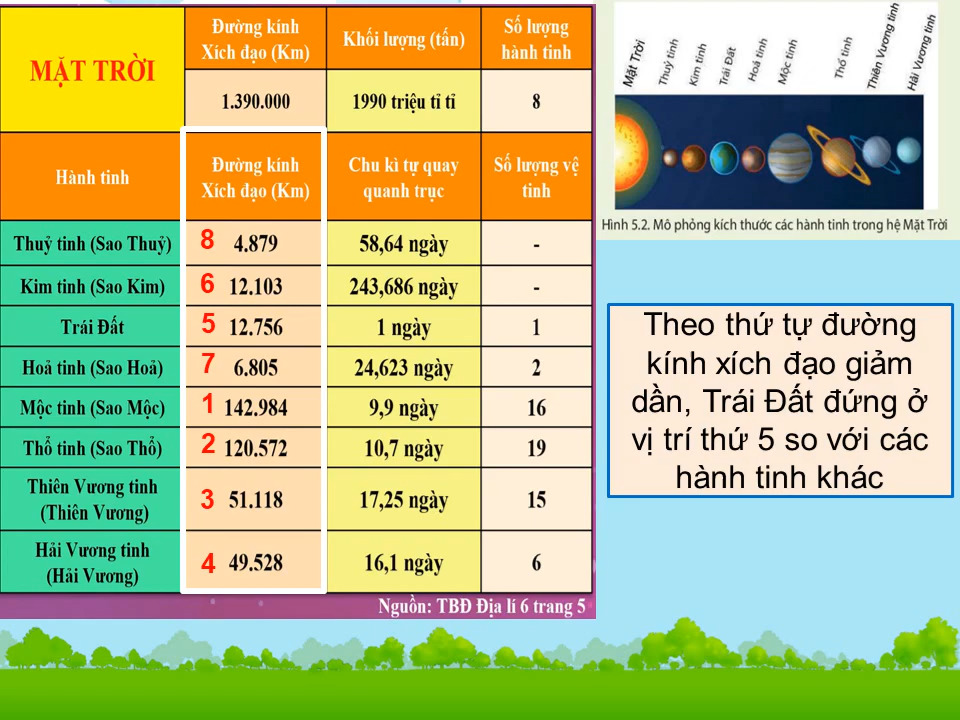 MẶT TRỜI
Đường kính
Xích đạo (Km)
Khối lượng (tấn)
Số lượng
hành tinh
1.390.000
1990 triệu tỉ tỉ
8
Hành tinh
Đường kính
Xích đạo (Km)
Chu kì tự quay
quanh trục
Số lượng vệ
tinh
Thuỷ tinh (Sao Thuỷ)
8
4.879
58,64 ngày
-
Kim tinh (Sao Kim)
6
12.103
243,686 ngày
-
Trái Đất
5
12.756
1 ngày
1
Hoả tinh (Sao Hoả)
7
6.805
24,623 ngày
2
Mộc tinh (Sao Mộc)
1
142.984
9,9 ngày
16
Thổ tinh (Sao Thổ)
2
120.572
10,7 ngày
19
Thiên Vương tinh
(Thiên Vương)
3
51.118
17,25 ngày
15
Hải Vương tinh
(Hải Vương)
4
49.528
16,1 ngày
6
Nguồn: TBĐ Địa lí 6 trang 5
Mặt Trời
Thuỷ tinh
Kim tinh
Trái Đất
Hoả tinh
Mộc tinh
Thổ tinh
Thiên Vương tinh
Hải Vương tinh
Hình 5.2. Mô phỏng kích thước các hành tinh trong hệ Mặt Trời
Theo thứ tự đường
kính xích đạo giảm
dần, Trái Đất đứng ở
vị trí thứ 5 so với các
hành tinh khác